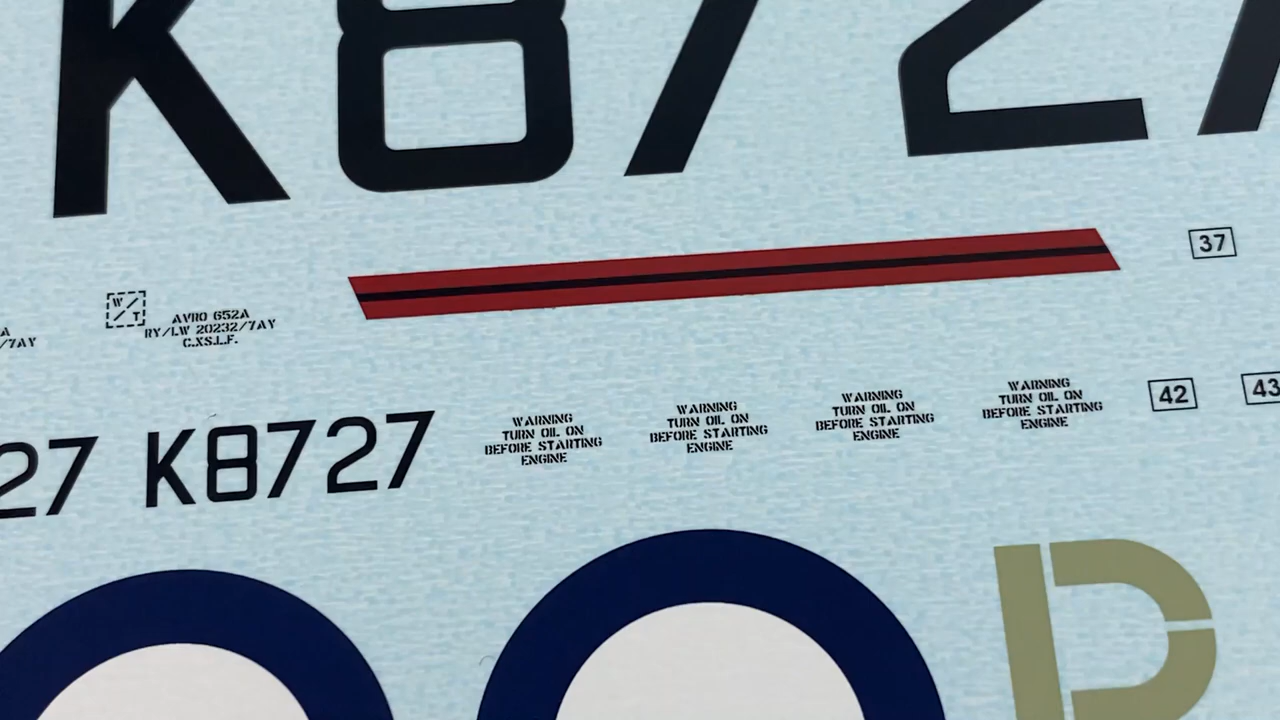 K8727
37
W/T
AVRO 652A
RY/LW 20232/7AY
C.XS.L.F.
A
/7AY
27
K8727
WARNING
TURN OIL ON
BEFORE STARTING
ENGINE
WARNING
TURN OIL ON
BEFORE STARTING
ENGINE
WARNING
TURN OIL ON
BEFORE STARTING
ENGINE
WARNING
TURN OIL ON
BEFORE STARTING
ENGINE
42
43
D